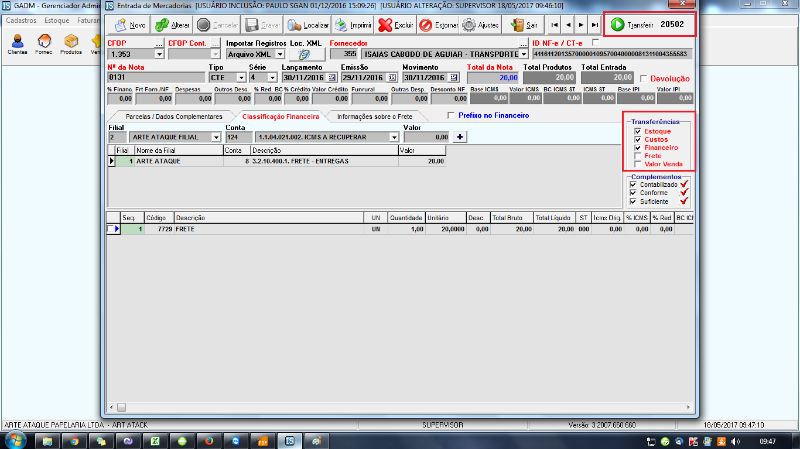 GADM - Gerenciador Admi
Entrada de Mercadorias [USUÁRIO INCLUSÃO: PAULO SGAN 01/12/2016 15:09:26] [USUÁRIO ALTERAÇÃO: SUPERVISOR 18/05/2017 09:46:10]
Cadastros Estoque Faturar
Novo Alterar Cancelar Gravar Localizar Imprimir Excluir Estornar Ajustes Sair Transferir 20502
Clientes Fornec. Produtos
CFOP ... CFOP Cont. ... Importar Registros Loc. XML Fornecedor ... ID NF-e / CT-e
1.353 Arquivo XML 355 ISAIAS CABODO DE AGUIAR - TRANSPORTE
Nº da Nota Tipo Série Lançamento Emissão Movimento Total da Nota Total Produtos Total Entrada
0131 CTE 4 30/11/2016 29/11/2016 30/11/2016 20,00 20,00 20,00 Devolução
% Financ. Frt Forn./NF Despesas Outras Desc. % Red. BC % Crédito Valor Crédito Funrural Outras Desp. Desconto NF Base ICMS Valor ICMS BC ICMS ST ICMS ST Base IPI Valor IPI
0,00 0,00 0,00 0,00 0,00 0,00 0,00 0,00 0,00 0,00 0,00 0,00 0,00 0,00 0,00 0,00
Parcelas / Dados Complementares Classificação Financeira Informações sobre o Frete Prefixo no Financeiro
Filial Conta Valor
2 ARTE ATAQUE FILIAL 124 1.1.04.021.002. ICMS A RECUPERAR 0,00 +
Filial Nome da Filial Conta Descrição Valor
1 ARTE ATAQUE 8 3.2.10.400.1. FRETE - ENTREGAS 20,00
Transferências
Estoque
Custos
Financeiro
Frete
Valor Venda
Complementos
Contabilizado
Conforme
Suficiente
Seq. Código Descrição UN Quantidade Unitário Desc. Total Bruto Total Líquido ST Icmz Dig. % ICMS % Red BC ICM
1 7729 FRETE UN 1,00 20,0000 0,00 20,00 20,00 000 0,00 0,00 0,00
ARTE ATAQUE PAPELARIA LTDA - ART ATACK SUPERVISOR Versão: 3.2007.660.660 18/05/2017 09:47:10
09:47